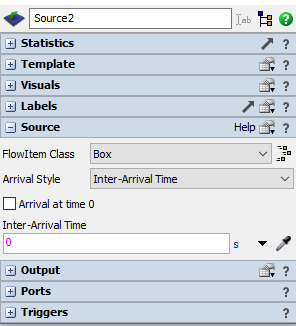 Source2
Statistics ?
Template ?
Visuals ?
Labels ?
Source Help ?
FlowItem Class Box
Arrival Style Inter-Arrival Time
Arrival at time 0
Inter-Arrival Time
0 s
Output ?
Ports ?
Triggers ?